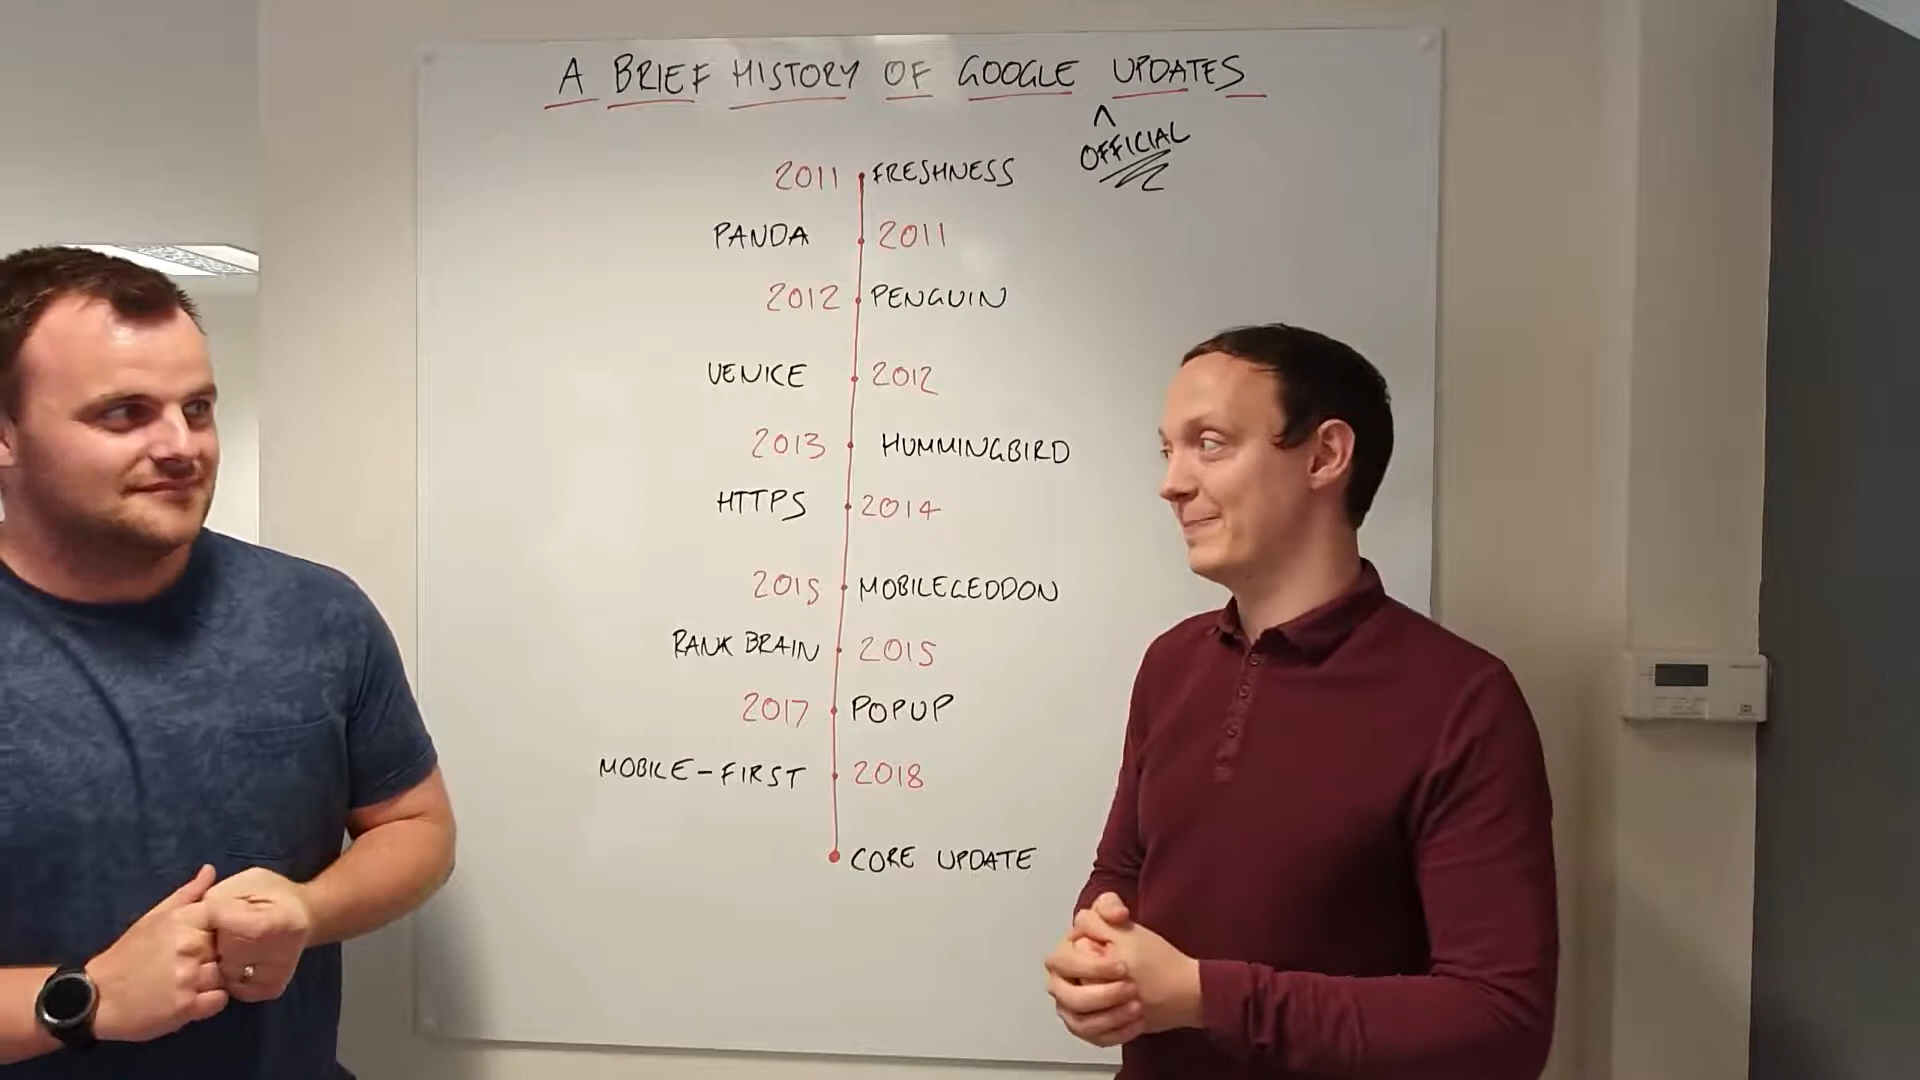 A BRIEF HISTORY OF GOOGLE UPDATES
^
OFFICIAL
2011 FRESHNESS
PANDA 2011
2012 PENGUIN
VENICE 2012
2013 HUMMINGBIRD
HTTPS 2014
2015 MOBILEGEDDON
RANK BRAIN 2015
2017 POPUP
MOBILE-FIRST 2018
CORE UPDATE